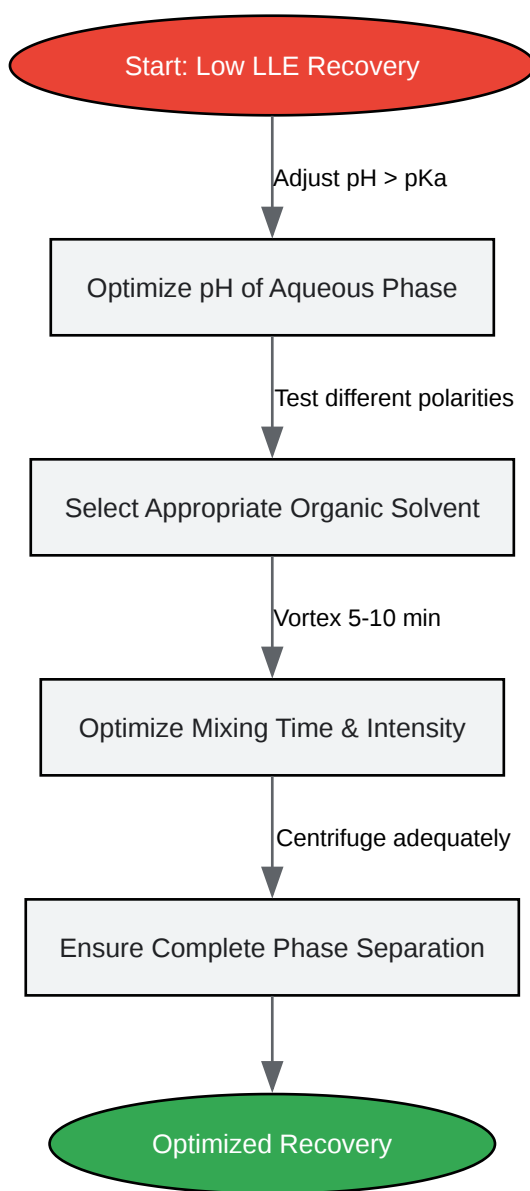 Start: Low LLE Recovery
Adjust pH > pKa
Optimize pH of Aqueous Phase
Test different polarities
Select Appropriate Organic Solvent
Vortex 5-10 min
Optimize Mixing Time & Intensity
Centrifuge adequately
Ensure Complete Phase Separation
Optimized Recovery